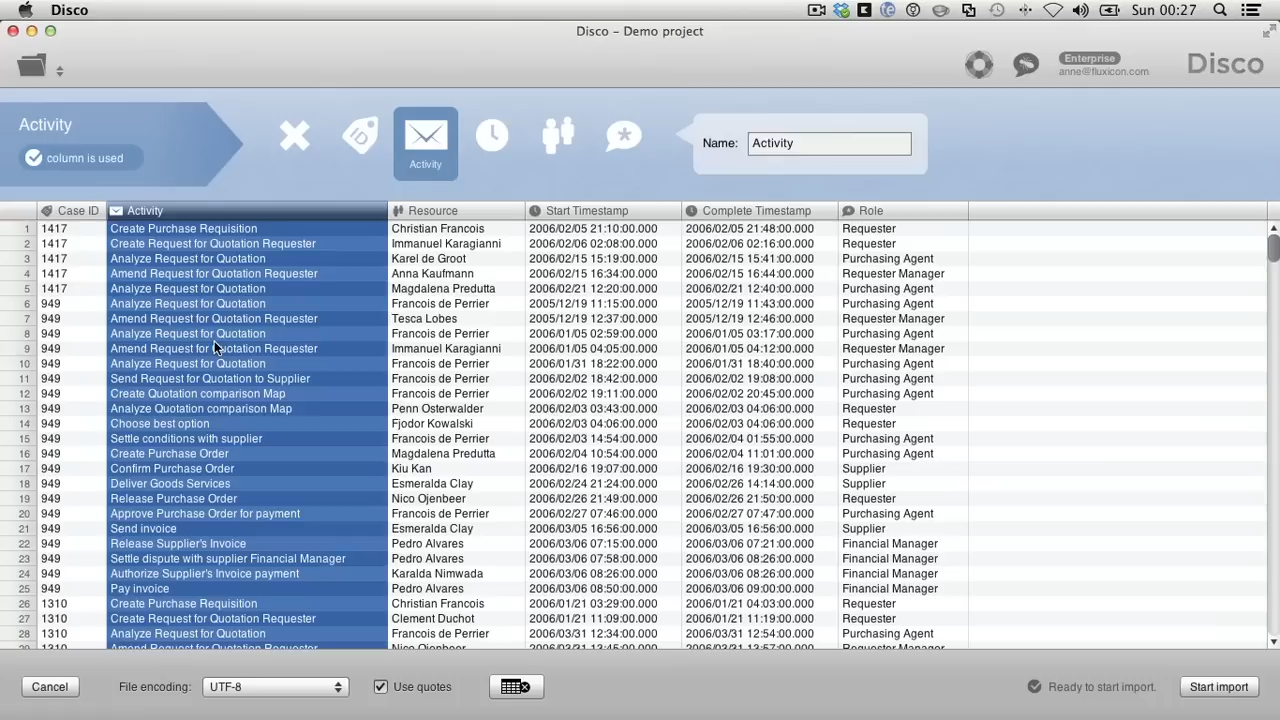 Disco Sun 00:27
Disco – Demo project
Enterprise
anne@fluxicon.com
Disco
Activity
column is used
ID
Activity
Name: Activity
Case ID Activity Resource Start Timestamp Complete Timestamp Role
1 1417 Create Purchase Requisition Christian Francois 2006/02/05 21:10:00.000 2006/02/05 21:48:00.000 Requester
2 1417 Create Request for Quotation Requester Immanuel Karagianni 2006/02/06 02:08:00.000 2006/02/06 02:16:00.000 Requester
3 1417 Analyze Request for Quotation Karel de Groot 2006/02/15 15:19:00.000 2006/02/15 15:41:00.000 Purchasing Agent
4 1417 Amend Request for Quotation Requester Anna Kaufmann 2006/02/15 16:34:00.000 2006/02/15 16:44:00.000 Requester Manager
5 1417 Analyze Request for Quotation Magdalena Predutta 2006/02/21 12:20:00.000 2006/02/21 12:40:00.000 Purchasing Agent
6 949 Analyze Request for Quotation Francois de Perrier 2005/12/19 11:15:00.000 2005/12/19 11:43:00.000 Purchasing Agent
7 949 Amend Request for Quotation Requester Tesca Lobes 2005/12/19 12:37:00.000 2005/12/19 12:46:00.000 Requester Manager
8 949 Analyze Request for Quotation Francois de Perrier 2006/01/05 02:59:00.000 2006/01/05 03:17:00.000 Purchasing Agent
9 949 Amend Request for Quotation Requester Immanuel Karagianni 2006/01/05 04:05:00.000 2006/01/05 04:12:00.000 Requester Manager
10 949 Analyze Request for Quotation Francois de Perrier 2006/01/31 18:22:00.000 2006/01/31 18:40:00.000 Purchasing Agent
11 949 Send Request for Quotation to Supplier Francois de Perrier 2006/02/02 18:42:00.000 2006/02/02 19:08:00.000 Purchasing Agent
12 949 Create Quotation comparison Map Francois de Perrier 2006/02/02 19:11:00.000 2006/02/02 20:45:00.000 Purchasing Agent
13 949 Analyze Quotation comparison Map Penn Osterwalder 2006/02/03 03:43:00.000 2006/02/03 04:06:00.000 Requester
14 949 Choose best option Fjodor Kowalski 2006/02/03 04:06:00.000 2006/02/03 04:06:00.000 Requester
15 949 Settle conditions with supplier Francois de Perrier 2006/02/03 14:54:00.000 2006/02/04 01:55:00.000 Purchasing Agent
16 949 Create Purchase Order Magdalena Predutta 2006/02/04 10:54:00.000 2006/02/04 11:01:00.000 Purchasing Agent
17 949 Confirm Purchase Order Kiu Kan 2006/02/16 19:07:00.000 2006/02/16 19:30:00.000 Supplier
18 949 Deliver Goods Services Esmeralda Clay 2006/02/24 21:24:00.000 2006/02/26 14:14:00.000 Supplier
19 949 Release Purchase Order Nico Ojenbeer 2006/02/26 21:49:00.000 2006/02/26 21:50:00.000 Requester
20 949 Approve Purchase Order for payment Francois de Perrier 2006/02/27 07:46:00.000 2006/02/27 07:47:00.000 Purchasing Agent
21 949 Send invoice Esmeralda Clay 2006/03/05 16:56:00.000 2006/03/05 16:56:00.000 Supplier
22 949 Release Supplier's Invoice Pedro Alvares 2006/03/06 07:15:00.000 2006/03/06 07:21:00.000 Financial Manager
23 949 Settle dispute with supplier Financial Manager Pedro Alvares 2006/03/06 07:58:00.000 2006/03/06 08:26:00.000 Financial Manager
24 949 Authorize Supplier's Invoice payment Karalda Nimwada 2006/03/06 08:26:00.000 2006/03/06 08:26:00.000 Financial Manager
25 949 Pay invoice Pedro Alvares 2006/03/06 08:50:00.000 2006/03/06 09:00:00.000 Financial Manager
26 1310 Create Purchase Requisition Christian Francois 2006/01/21 03:29:00.000 2006/01/21 04:03:00.000 Requester
27 1310 Create Request for Quotation Requester Clement Duchot 2006/01/21 11:09:00.000 2006/01/21 11:19:00.000 Requester
28 1310 Analyze Request for Quotation Francois de Perrier 2006/03/31 12:34:00.000 2006/03/31 12:54:00.000 Purchasing Agent
29 1310 Amend Request for Quotation Requester Nico Ojenbeer 2006/03/31 13:45:00.000 2006/03/31 13:57:00.000 Requester Manager
Cancel File encoding: UTF-8 Use quotes Ready to start import. Start import